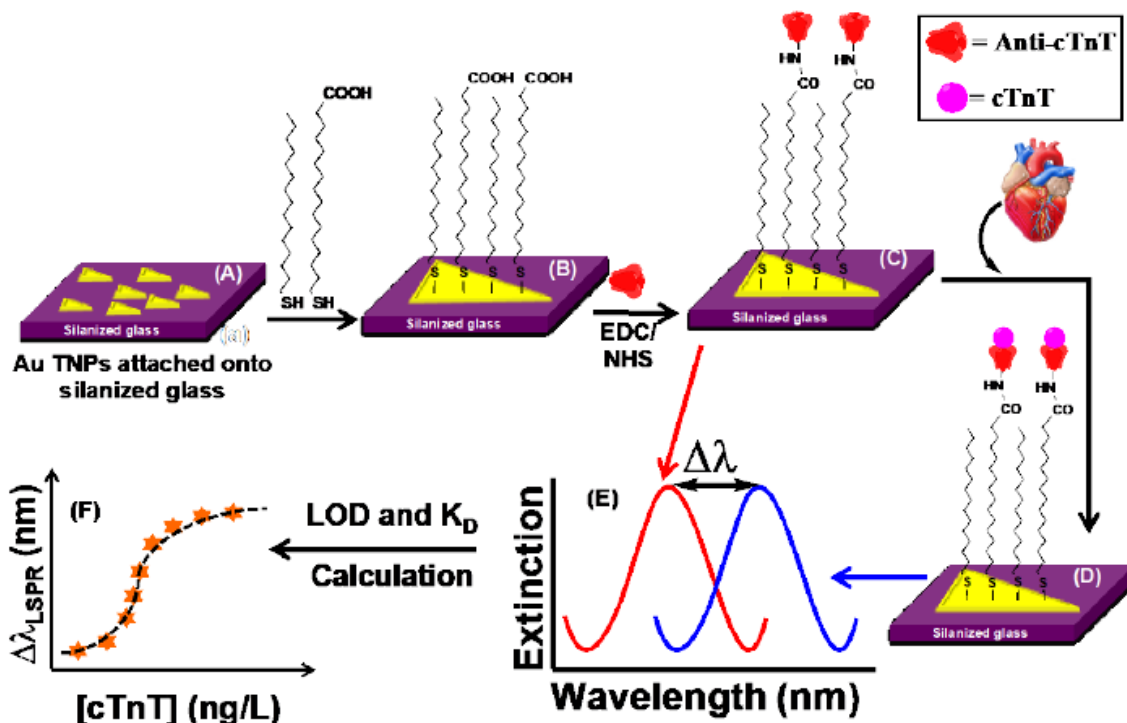 = Anti-cTnT
= cTnT
COOH
SH SH
(A)
Silanized glass
(a)
Au TNPs attached onto
silanized glass
COOH COOH
S S S S
(B)
Silanized glass
EDC/
NHS
HN HN
CO CO
S S S S
(C)
Silanized glass
HN HN
CO CO
S S S S
(D)
Silanized glass
(E)
Δλ
Extinction
Wavelength (nm)
LOD and K_D
Calculation
(F)
Δλ_LSPR (nm)
[cTnT] (ng/L)